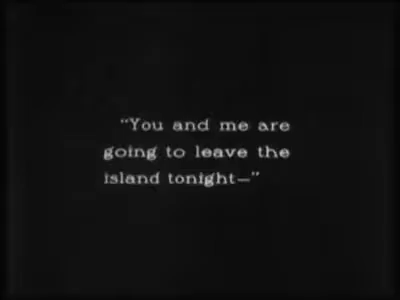 "You and me are
going to leave the
island tonight—"